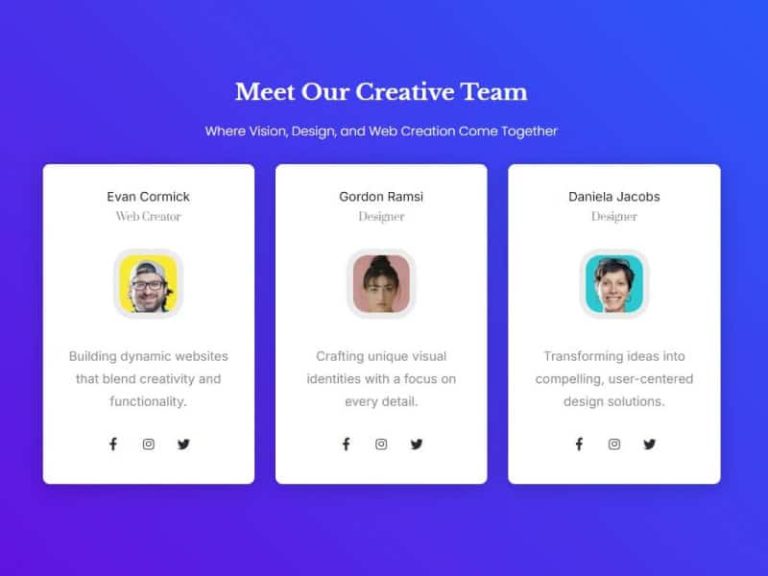 Meet Our Creative Team
Where Vision, Design, and Web Creation Come Together
Evan Cormick
Web Creator
Building dynamic websites
that blend creativity and
functionality.
Gordon Ramsi
Designer
Crafting unique visual
identities with a focus on
every detail.
Daniela Jacobs
Designer
Transforming ideas into
compelling, user-centered
design solutions.